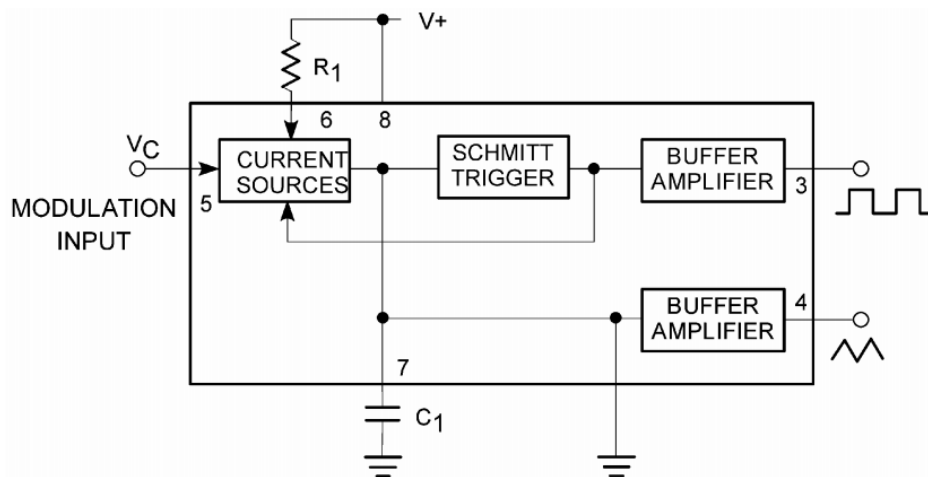 V+
R1
6
8
VC
5
MODULATION
INPUT
CURRENT
SOURCES
SCHMITT
TRIGGER
BUFFER
AMPLIFIER
3
BUFFER
AMPLIFIER
4
7
C1